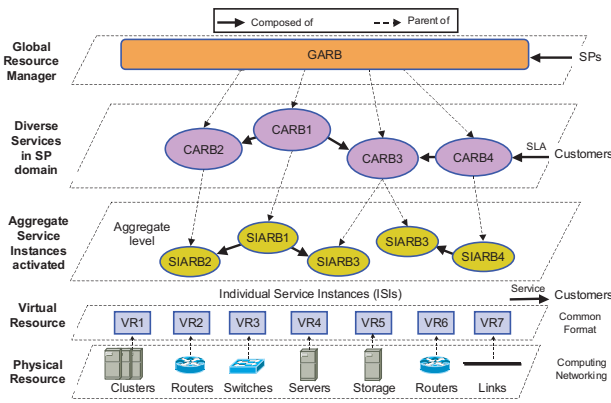 Composed of
Parent of
Global
Resource
Manager
GARB
SPs
Diverse
Services in
SP
domain
CARB1
CARB2
CARB3
CARB4
SLA
Customers
Aggregate
Service
Instances
activated
Aggregate
level
SIARB1
SIARB2
SIARB3
SIARB3
SIARB4
Individual Service Instances (ISIs)
Service
Customers
Virtual
Resource
VR1
VR2
VR3
VR4
VR5
VR6
VR7
Common
Format
Physical
Resource
Clusters
Routers
Switches
Servers
Storage
Routers
Links
Computing
Networking